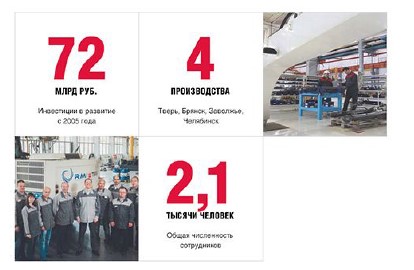 72
МЛРД РУБ.
Инвестиции в развитие
с 2005 года
4
ПРОИЗВОДСТВА
Тверь, Брянск, Заволжье,
Челябинск
RM
2,1
ТЫСЯЧИ ЧЕЛОВЕК
Общая численность
сотрудников